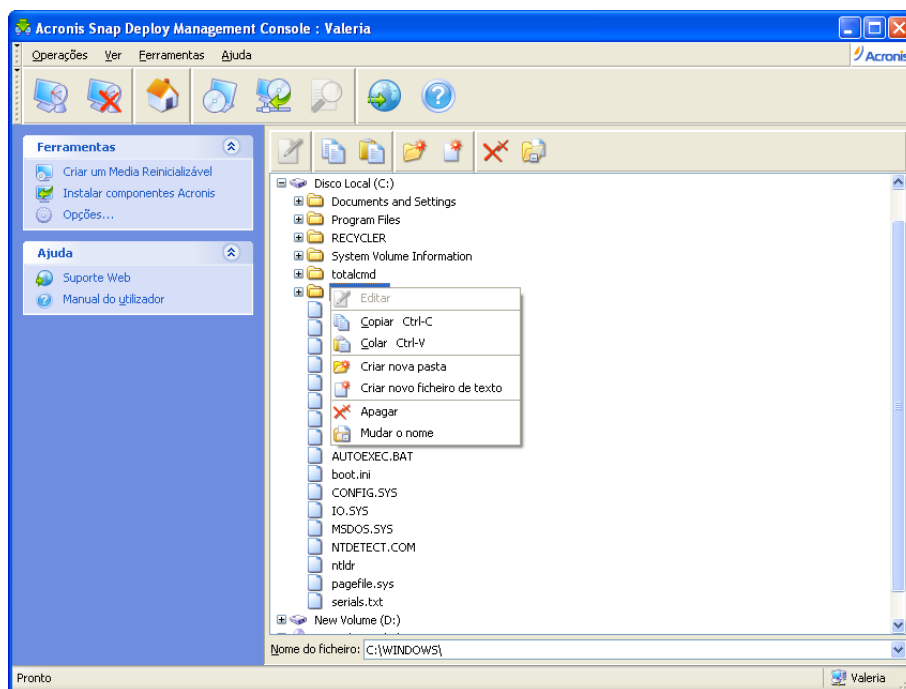 Acronis Snap Deploy Management Console : Valeria
Operações Ver Ferramentas Ajuda
Acronis
Ferramentas
Criar um Media Reinicializável
Instalar componentes Acronis
Opções...
Ajuda
Suporte Web
Manual do utilizador
Disco Local (C:)
Documents and Settings
Program Files
RECYCLER
System Volume Information
totalcmd
Editar
Copiar Ctrl-C
Colar Ctrl-V
Criar nova pasta
Criar novo ficheiro de texto
Apagar
Mudar o nome
AUTOEXEC.BAT
boot.ini
CONFIG.SYS
IO.SYS
MSDOS.SYS
NTDETECT.COM
ntldr
pagefile.sys
serials.txt
New Volume (D:)
Nome do ficheiro: C:\WINDOWS\
Pronto
Valeria